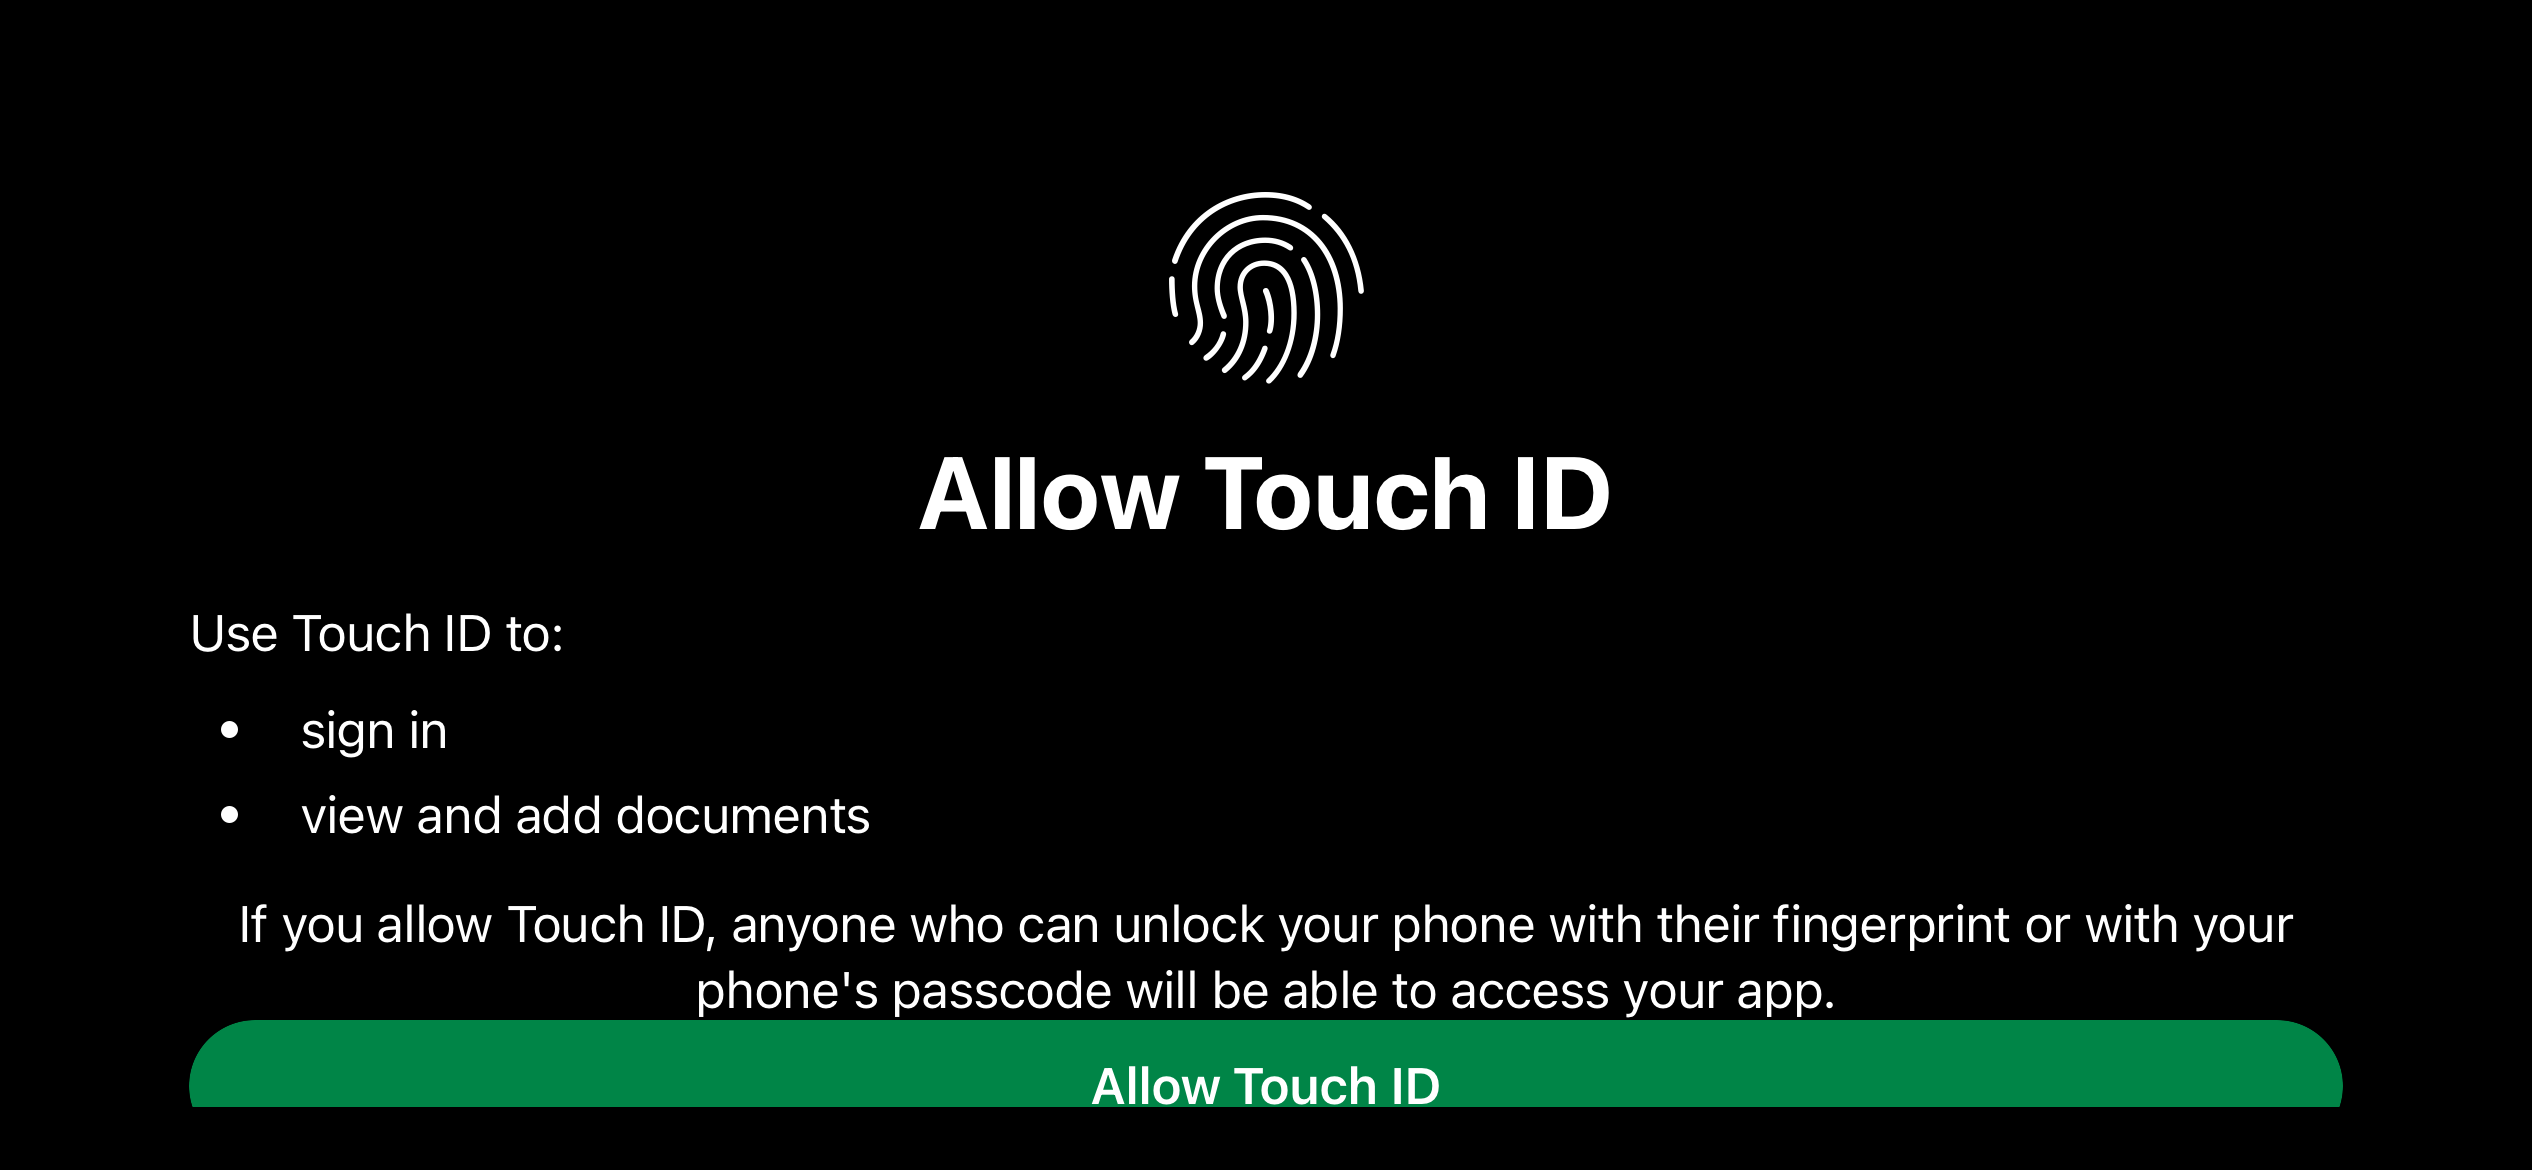 Allow Touch ID
Use Touch ID to:
• sign in
• view and add documents
If you allow Touch ID, anyone who can unlock your phone with their fingerprint or with your
phone's passcode will be able to access your app.
Allow Touch ID